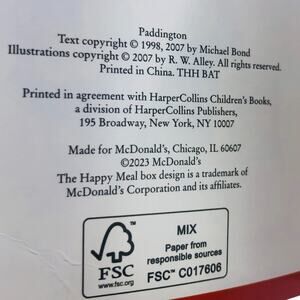 Paddington
Text copyright © 1998, 2007 by Michael Bond
Illustrations copyright © 2007 by R. W. Alley. All rights reserved.
Printed in China. THH BAT
Printed in agreement with HarperCollins Children's Books,
a division of HarperCollins Publishers,
195 Broadway, New York, NY 10007
Made for McDonald's, Chicago, IL 60607
©2023 McDonald's
The Happy Meal box design is a trademark of
McDonald's Corporation and its affiliates.
FSC
www.fsc.org
MIX
Paper from
responsible sources
FSC™ C017606